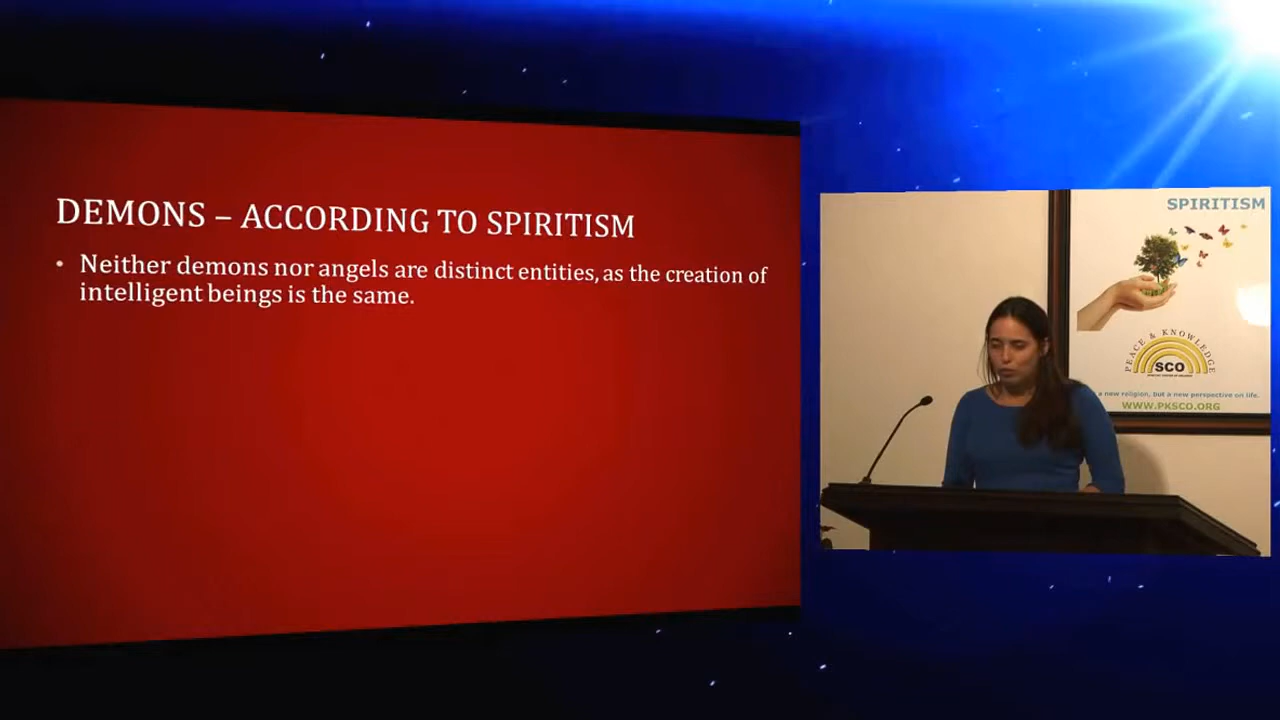 DEMONS – ACCORDING TO SPIRITISM
• Neither demons nor angels are distinct entities, as the creation of
intelligent beings is the same.
SPIRITISM
PEACE & KNOWLEDGE
SCO
a new religion, but a new perspective on life.
WWW.PKSCO.ORG